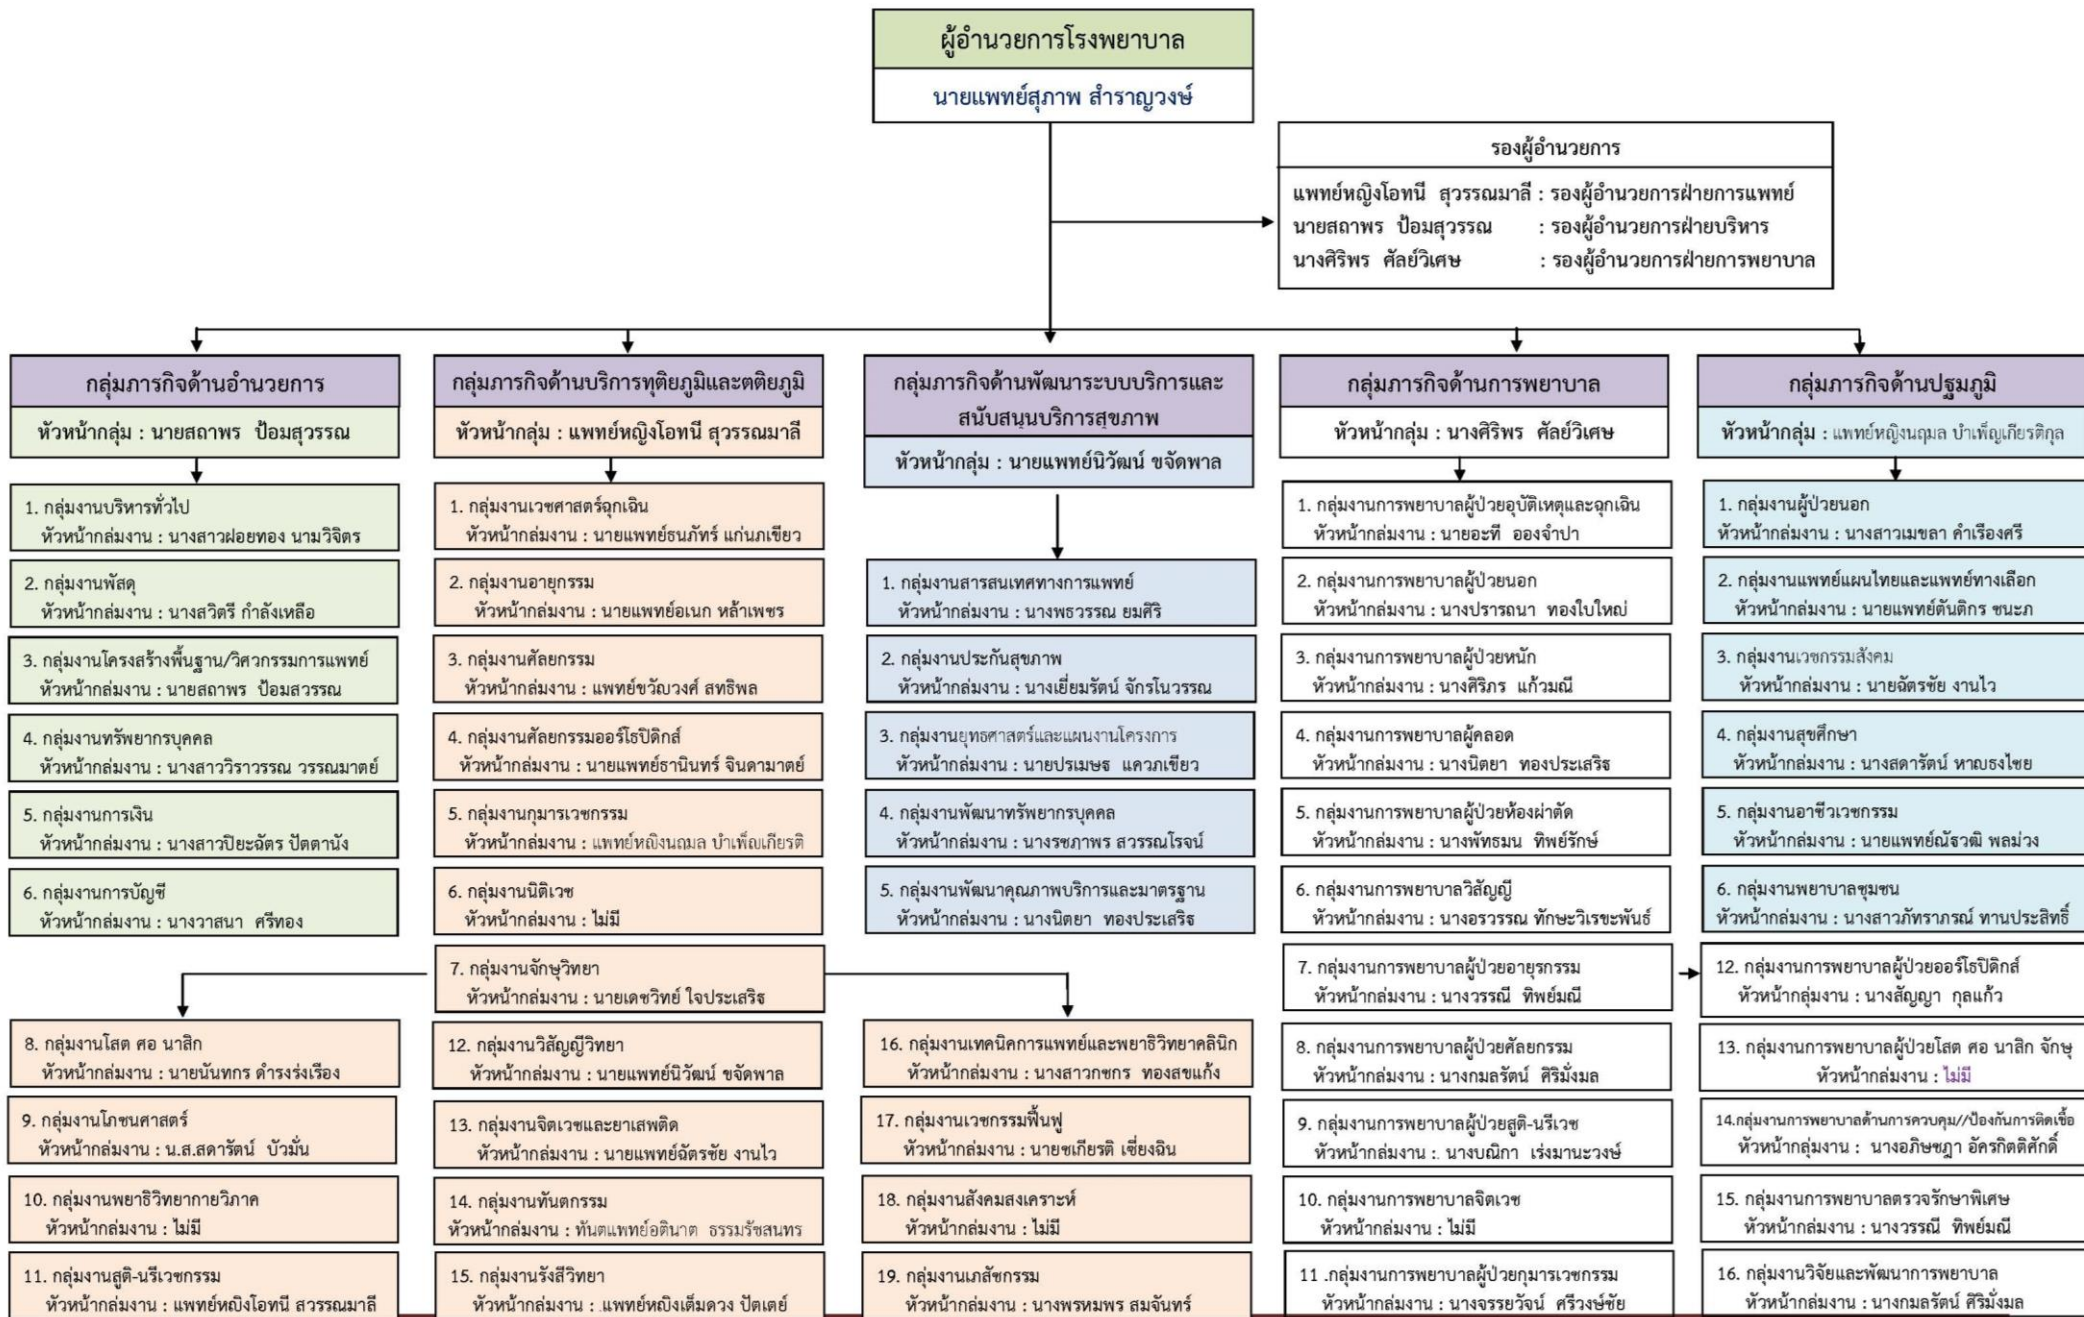 ผู้อำนวยการโรงพยาบาล
นายแพทย์สุภาพ สำราญวงษ์
รองผู้อำนวยการ
แพทย์หญิงโอทนี สุวรรณมาลี : รองผู้อำนวยการฝ่ายการแพทย์
นายสถาพร ป้อมสุวรรณ : รองผู้อำนวยการฝ่ายบริหาร
นางศิริพร ศัลย์วิเศษ : รองผู้อำนวยการฝ่ายการพยาบาล
กลุ่มภารกิจด้านอำนวยการ
หัวหน้ากลุ่ม : นายสถาพร ป้อมสุวรรณ
1. กลุ่มงานบริหารทั่วไป
หัวหน้ากลุ่มงาน : นางสาวฝอยทอง นามวิจิตร
2. กลุ่มงานพัสดุ
หัวหน้ากลุ่มงาน : นางสวิตรี กำลังเหลือ
3. กลุ่มงานโครงสร้างพื้นฐาน/วิศวกรรมการแพทย์
หัวหน้ากลุ่มงาน : นายสถาพร ป้อมสุวรรณ
4. กลุ่มงานทรัพยากรบุคคล
หัวหน้ากลุ่มงาน : นางสาววิราวรรณ วรรณมาตย์
5. กลุ่มงานการเงิน
หัวหน้ากลุ่มงาน : นางสาวปิยะฉัตร ปัตตานัง
6. กลุ่มงานการบัญชี
หัวหน้ากลุ่มงาน : นางวาสนา ศรีทอง
กลุ่มภารกิจด้านบริการทุติยภูมิและตติยภูมิ
หัวหน้ากลุ่ม : แพทย์หญิงโอทนี สุวรรณมาลี
1. กลุ่มงานเวชศาสตร์ฉุกเฉิน
หัวหน้ากลุ่มงาน : นายแพทย์ธนภัทร์ แก่นภเขียว
2. กลุ่มงานอายุกรรม
หัวหน้ากลุ่มงาน : นายแพทย์อเนก หล้าเพชร
3. กลุ่มงานศัลยกรรม
หัวหน้ากลุ่มงาน : แพทย์ขวัญวงศ์ สุทธิพล
4. กลุ่มงานศัลยกรรมออร์โธปิดิกส์
หัวหน้ากลุ่มงาน : นายแพทย์ธานินทร์ จินดามาตย์
5. กลุ่มงานกุมารเวชกรรม
หัวหน้ากลุ่มงาน : แพทย์หญิงนฤมล บำเพ็ญเกียรติ
6. กลุ่มงานนิติเวช
หัวหน้ากลุ่มงาน : ไม่มี
7. กลุ่มงานจักษุวิทยา
หัวหน้ากลุ่มงาน : นายเดชวิทย์ ใจประเสริฐ
8. กลุ่มงานโสต ศอ นาสิก
หัวหน้ากลุ่มงาน : นายนันทกร ดำรงรุ่งเรือง
9. กลุ่มงานโภชนศาสตร์
หัวหน้ากลุ่มงาน : น.ส.สุดารัตน์ บัวมั่น
10. กลุ่มงานพยาธิวิทยากายวิภาค
หัวหน้ากลุ่มงาน : ไม่มี
11. กลุ่มงานสูติ-นรีเวชกรรม
หัวหน้ากลุ่มงาน : แพทย์หญิงโอทนี สุวรรณมาลี
12. กลุ่มงานวิสัญญีวิทยา
หัวหน้ากลุ่มงาน : นายแพทย์นิวัฒน์ ขจัดพาล
13. กลุ่มงานจิตเวชและยาเสพติด
หัวหน้ากลุ่มงาน : นายแพทย์ฉัตรชัย งานไว
14. กลุ่มงานทันตกรรม
หัวหน้ากลุ่มงาน : ทันตแพทย์อตินาต ธรรมรัชสุนทร
15. กลุ่มงานรังสีวิทยา
หัวหน้ากลุ่มงาน : แพทย์หญิงเต็มดวง ปัตเตย์
16. กลุ่มงานเทคนิคการแพทย์และพยาธิวิทยาคลินิก
หัวหน้ากลุ่มงาน : นางสาวกชกร ทองสุขแก้ง
17. กลุ่มงานเวชกรรมฟื้นฟู
หัวหน้ากลุ่มงาน : นายชูเกียรติ เซี่ยงฉิน
18. กลุ่มงานสังคมสงเคราะห์
หัวหน้ากลุ่มงาน : ไม่มี
19. กลุ่มงานเภสัชกรรม
หัวหน้ากลุ่มงาน : นางพรหมพร สมจันทร์
กลุ่มภารกิจด้านพัฒนาระบบบริการและ
สนับสนุนบริการสุขภาพ
หัวหน้ากลุ่ม : นายแพทย์นิวัฒน์ ขจัดพาล
1. กลุ่มงานสารสนเทศทางการแพทย์
หัวหน้ากลุ่มงาน : นางพธูวรรณ ยมศิริ
2. กลุ่มงานประกันสุขภาพ
หัวหน้ากลุ่มงาน : นางเยี่ยมรัตน์ จักรโนวรรณ
3. กลุ่มงานยุทธศาสตร์และแผนงานโครงการ
หัวหน้ากลุ่มงาน : นายปรเมษฐ แควภูเขียว
4. กลุ่มงานพัฒนาทรัพยากรบุคคล
หัวหน้ากลุ่มงาน : นางรชฎาพร สุวรรณโรจน์
5. กลุ่มงานพัฒนาคุณภาพบริการและมาตรฐาน
หัวหน้ากลุ่มงาน : นางนิตยา ทองประเสริฐ
กลุ่มภารกิจด้านการพยาบาล
หัวหน้ากลุ่ม : นางศิริพร ศัลย์วิเศษ
1. กลุ่มงานการพยาบาลผู้ป่วยอุบัติเหตุและฉุกเฉิน
หัวหน้ากลุ่มงาน : นายอะที อองจำปา
2. กลุ่มงานการพยาบาลผู้ป่วยนอก
หัวหน้ากลุ่มงาน : นางปรารถนา ทองใบใหญ่
3. กลุ่มงานการพยาบาลผู้ป่วยหนัก
หัวหน้ากลุ่มงาน : นางศิริภร แก้วมณี
4. กลุ่มงานการพยาบาลผู้คลอด
หัวหน้ากลุ่มงาน : นางนิตยา ทองประเสริฐ
5. กลุ่มงานการพยาบาลผู้ป่วยห้องผ่าตัด
หัวหน้ากลุ่มงาน : นางพัทธมน ทิพย์รักษ์
6. กลุ่มงานการพยาบาลวิสัญญี
หัวหน้ากลุ่มงาน : นางอรวรรณ ทักษะวิเรขะพันธ์
7. กลุ่มงานการพยาบาลผู้ป่วยอายุรกรรม
หัวหน้ากลุ่มงาน : นางวรรณี ทิพย์มณี
8. กลุ่มงานการพยาบาลผู้ป่วยศัลยกรรม
หัวหน้ากลุ่มงาน : นางกมลรัตน์ ศิริมั่งมูล
9. กลุ่มงานการพยาบาลผู้ป่วยสูติ-นรีเวช
หัวหน้ากลุ่มงาน :. นางบณิกา เร่งมานะวงษ์
10. กลุ่มงานการพยาบาลจิตเวช
หัวหน้ากลุ่มงาน : ไม่มี
11 .กลุ่มงานการพยาบาลผู้ป่วยกุมารเวชกรรม
หัวหน้ากลุ่มงาน : นางจรรยวัจน์ ศรีวงษ์ชัย
12. กลุ่มงานการพยาบาลผู้ป่วยออร์โธปิดิกส์
หัวหน้ากลุ่มงาน : นางสัญญา กุลแก้ว
13. กลุ่มงานการพยาบาลผู้ป่วยโสต ศอ นาสิก จักษุ
หัวหน้ากลุ่มงาน : ไม่มี
14.กลุ่มงานการพยาบาลด้านการควบคุม//ป้องกันการติดเชื้อ
หัวหน้ากลุ่มงาน : นางอภิษชฎา อัครกิตติศักดิ์
15. กลุ่มงานการพยาบาลตรวจรักษาพิเศษ
หัวหน้ากลุ่มงาน : นางวรรณี ทิพย์มณี
16. กลุ่มงานวิจัยและพัฒนาการพยาบาล
หัวหน้ากลุ่มงาน : นางกมลรัตน์ ศิริมั่งมูล
กลุ่มภารกิจด้านปฐมภูมิ
หัวหน้ากลุ่ม : แพทย์หญิงนฤมล บำเพ็ญเกียรติกุล
1. กลุ่มงานผู้ป่วยนอก
หัวหน้ากลุ่มงาน : นางสาวเมขลา คำเรืองศรี
2. กลุ่มงานแพทย์แผนไทยและแพทย์ทางเลือก
หัวหน้ากลุ่มงาน : นายแพทย์ตันติกร ชนะภู
3. กลุ่มงานเวชกรรมสังคม
หัวหน้ากลุ่มงาน : นายฉัตรชัย งานไว
4. กลุ่มงานสุขศึกษา
หัวหน้ากลุ่มงาน : นางสุดารัตน์ หาญธงไชย
5. กลุ่มงานอาชีวเวชกรรม
หัวหน้ากลุ่มงาน : นายแพทย์ณัฐวุฒิ พลม่วง
6. กลุ่มงานพยาบาลชุมชน
หัวหน้ากลุ่มงาน : นางสาวภัทราภรณ์ ทานประสิทธิ์